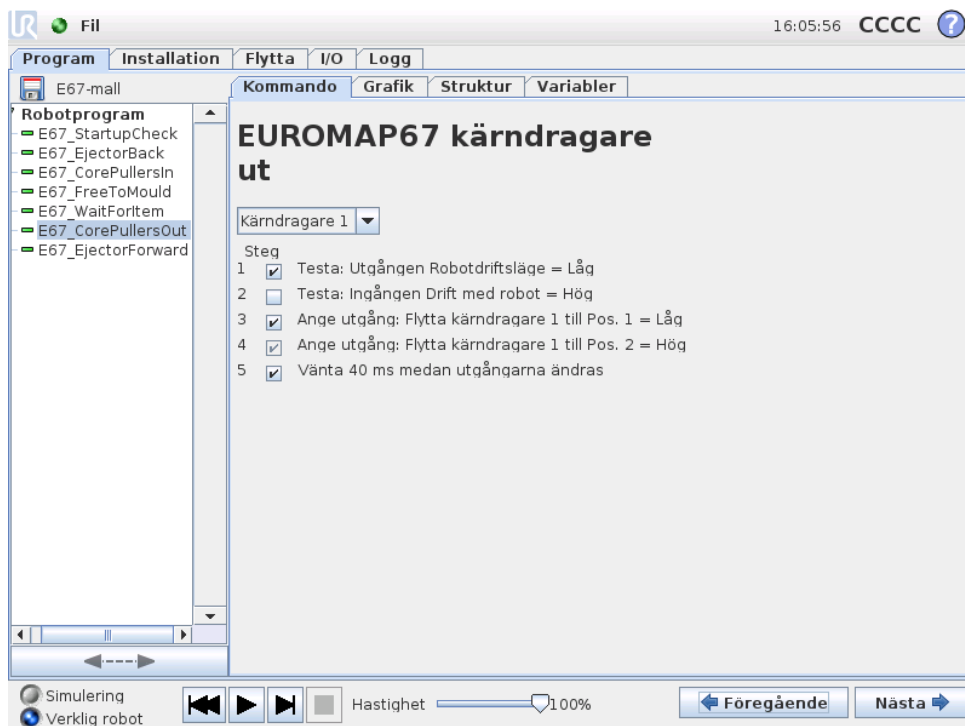 UR Fil 16:05:56 CCCC ?
Program Installation Flytta I/O Logg
E67-mall
Kommando Grafik Struktur Variabler
Robotprogram
E67_StartupCheck
E67_EjectorBack
E67_CorePullersIn
E67_FreeToMould
E67_WaitForItem
E67_CorePullersOut
E67_EjectorForward
EUROMAP67 kärndragare
ut
Kärndragare 1
Steg
1 Testa: Utgången Robotdriftsläge = Låg
2 Testa: Ingången Drift med robot = Hög
3 Ange utgång: Flytta kärndragare 1 till Pos. 1 = Låg
4 Ange utgång: Flytta kärndragare 1 till Pos. 2 = Hög
5 Vänta 40 ms medan utgångarna ändras
Simulering
Verklig robot
Hastighet 100%
Föregående Nästa